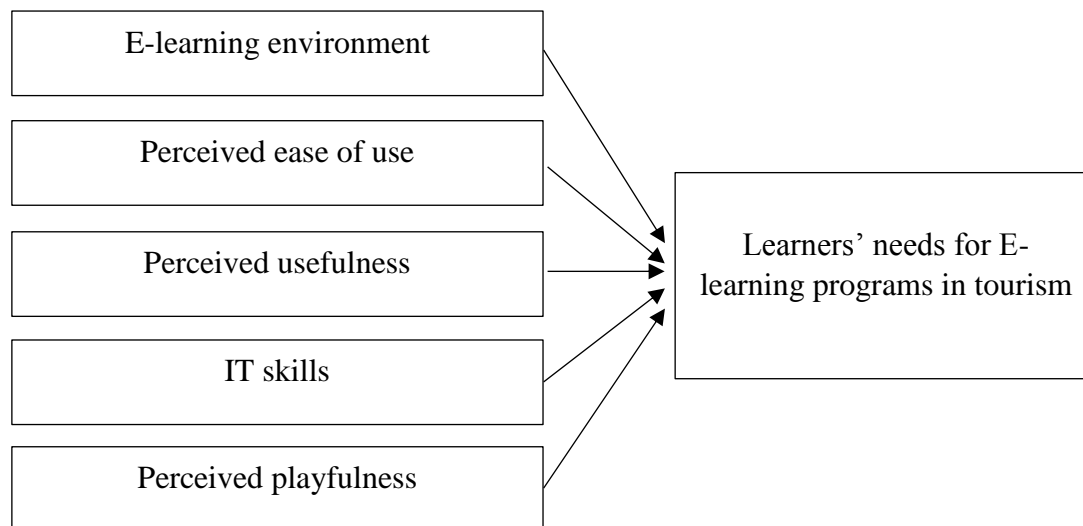 E-learning environment
Perceived ease of use
Perceived usefulness
IT skills
Perceived playfulness
Learners’ needs for E-
learning programs in tourism